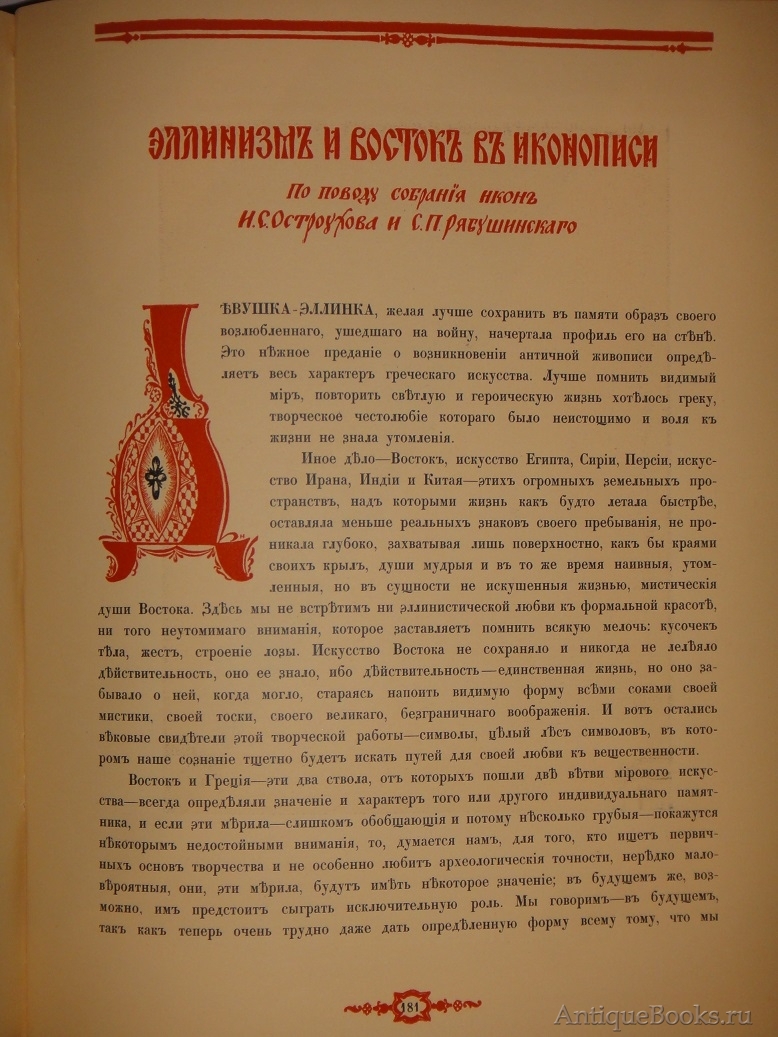 ЭЛЛИНИЗМЪ И ВОСТОКЪ ВЪ ИКОНОПИСИ
По поводу собранія иконъ
И.С.Остроухова и С.П.Рябушинскаго
ДѢВУШКА-ЭЛЛИНКА, желая лучше сохранить въ памяти образъ своего
возлюбленнаго, ушедшаго на войну, начертала профиль его на стѣнѣ.
Это нѣжное преданіе о возникновеніи античной живописи опредѣ-
ляетъ весь характеръ греческаго искусства. Лучше помнить видимый
міръ, повторить свѣтлую и героическую жизнь хотѣлось греку,
творческое честолюбіе котораго было неистощимо и воля къ
жизни не знала утомленія.
Иное дѣло—Востокъ, искусство Египта, Сиріи, Персіи, искус-
ство Ирана, Индіи и Китая—этихъ огромныхъ земельныхъ про-
странствъ, надъ которыми жизнь какъ будто летала быстрѣе,
оставляла меньше реальныхъ знаковъ своего пребыванія, не про-
никала глубоко, захватывая лишь поверхностно, какъ бы краями
своихъ крылъ, души мудрыя и въ то же время наивныя, утом-
ленныя, но въ сущности не искушенныя жизнью, мистическія
души Востока. Здѣсь мы не встрѣтимъ ни эллинистической любви къ формальной красотѣ,
ни того неутомимаго вниманія, которое заставляетъ помнить всякую мелочь: кусочекъ
тѣла, жестъ, строеніе лозы. Искусство Востока не сохраняло и никогда не лелѣяло
дѣйствительность, оно ее знало, ибо дѣйствительность—единственная жизнь, но оно за-
бывало о ней, когда могло, стараясь напоить видимую форму всѣми соками своей
мистики, своей тоски, своего великаго, безграничнаго воображенія. И вотъ остались
вѣковые свидѣтели этой творческой работы—символы, цѣлый лѣсъ символовъ, въ кото-
ромъ наше сознаніе тщетно будетъ искать путей для своей любви къ вещественности.
Востокъ и Греція—эти два ствола, отъ которыхъ пошли двѣ вѣтви мірового искус-
ства—всегда опредѣляли значеніе и характеръ того или другого индивидуальнаго памят-
ника, и если эти мѣрила—слишкомъ обобщающія и потому нѣсколько грубыя—покажутся
нѣкоторымъ недостойными вниманія, то, думается намъ, для того, кто ищетъ первич-
ныхъ основъ творчества и не особенно любитъ археологическія точности, нерѣдко мало-
вѣроятныя, они, эти мѣрила, будутъ имѣть нѣкоторое значеніе; въ будущемъ же, воз-
можно, имъ предстоитъ сыграть исключительную роль. Мы говоримъ—въ будущемъ,
такъ какъ теперь очень трудно даже дать опредѣленную форму всему тому, что мы
181
AntiqueBooks.ru